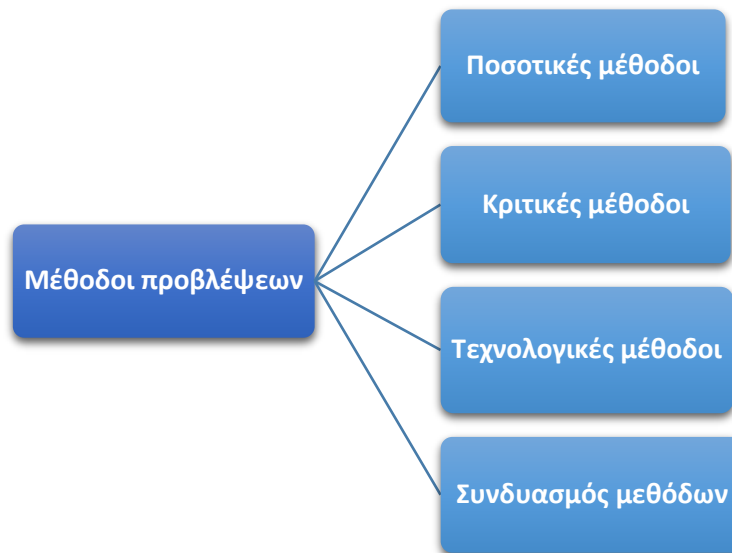 Ποσοτικές μέθοδοι
Κριτικές μέθοδοι
Μέθοδοι προβλέψεων
Τεχνολογικές μέθοδοι
Συνδυασμός μεθόδων